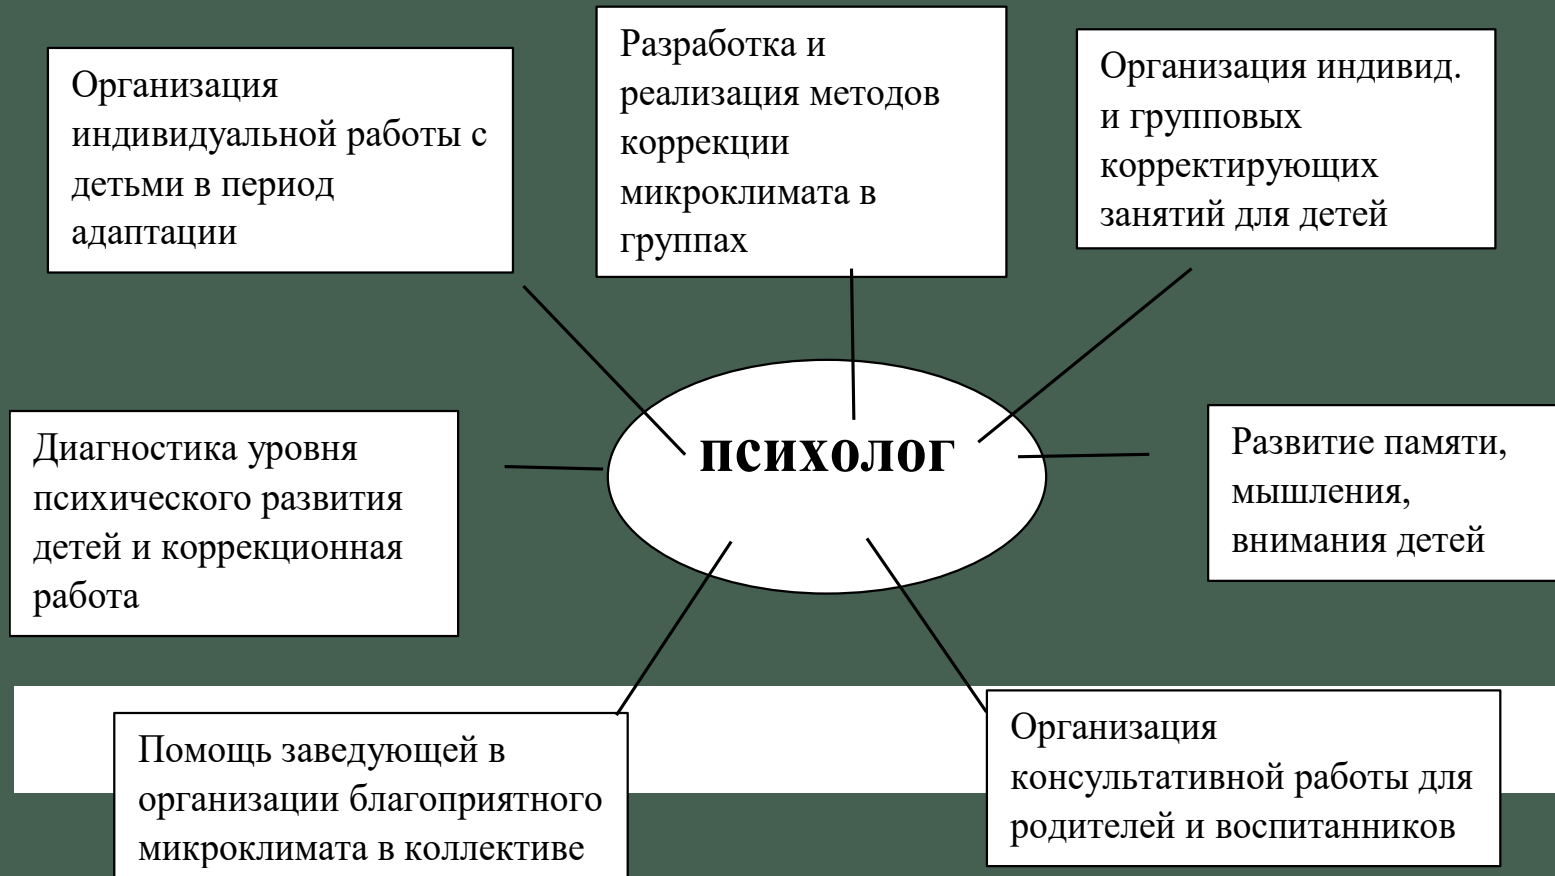 Организация
индивидуальной работы с
детьми в период
адаптации
Разработка и
реализация методов
коррекции
микроклимата в
группах
Организация индивид.
и групповых
корректирующих
занятий для детей
Диагностика уровня
психического развития
детей и коррекционная
работа
психолог
Развитие памяти,
мышления,
внимания детей
Помощь заведующей в
организации благоприятного
микроклимата в коллективе
Организация
консультативной работы для
родителей и воспитанников